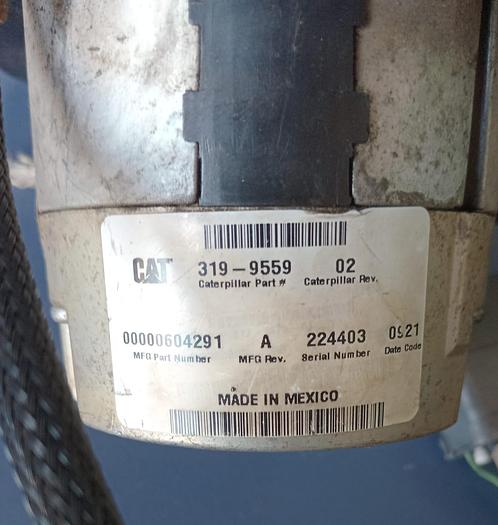 CAT 319-9559 02
Caterpillar Part # Caterpillar Rev.
00000604291 A 224403 0921
MFG Part Number MFG Rev. Serial Number Date Code
MADE IN MEXICO